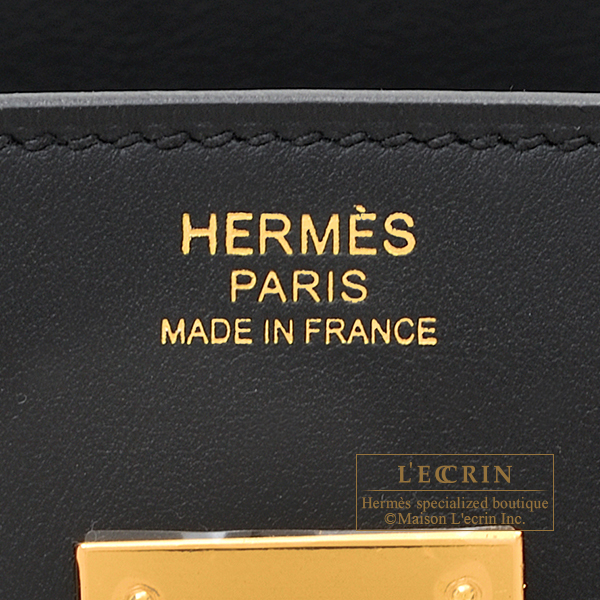 HERMÈS
PARIS
MADE IN FRANCE
L'ECRIN
Hermès specialized boutique
©Maison L'ecrin Inc.